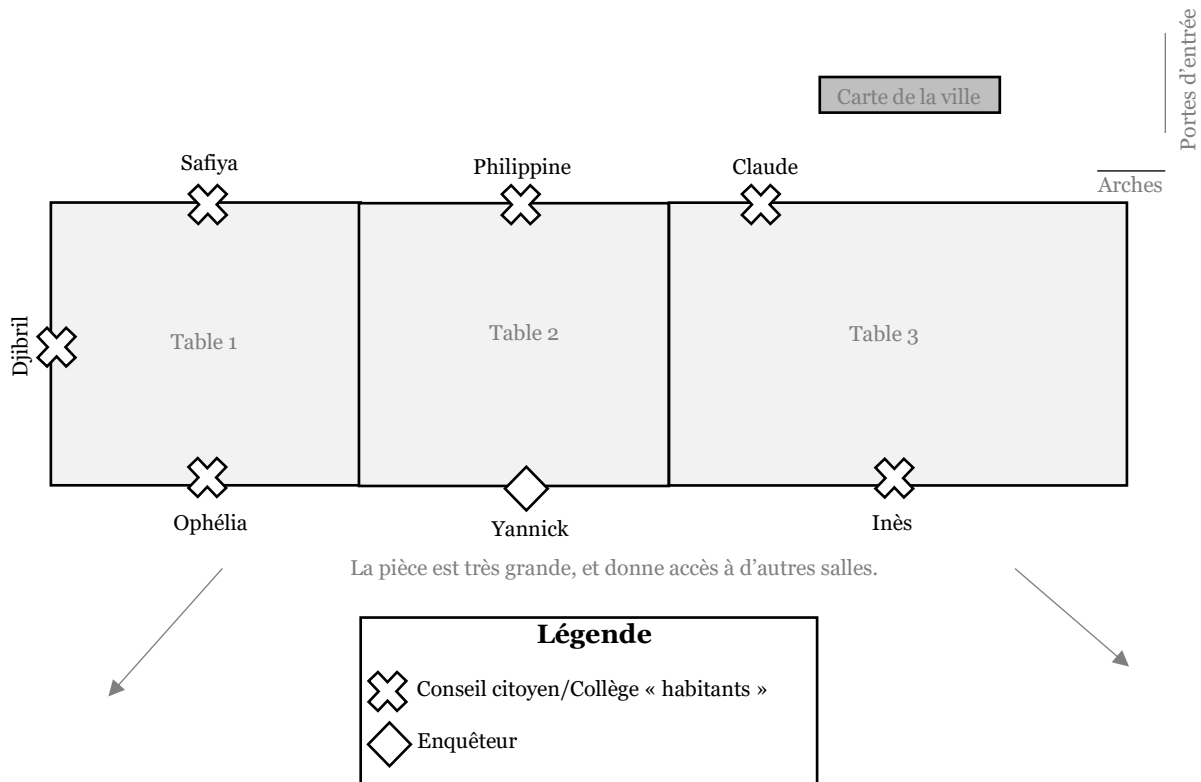 Portes d’entrée
Carte de la ville
Safiya
Philippine
Claude
Arches
Djibril
Table 1
Table 2
Table 3
Ophélia
Yannick
Inès
La pièce est très grande, et donne accès à d’autres salles.
Légende
Conseil citoyen/Collège « habitants »
Enquêteur